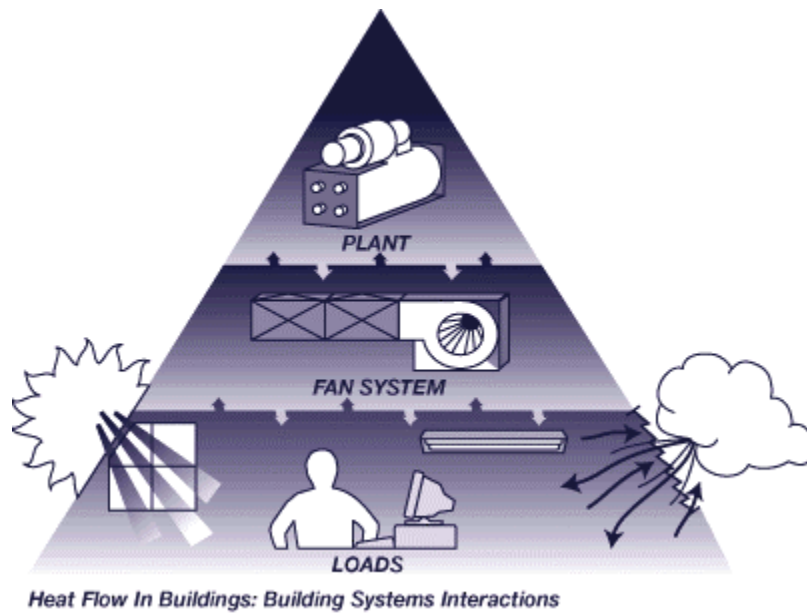 PLANT
FAN SYSTEM
LOADS
Heat Flow In Buildings: Building Systems Interactions